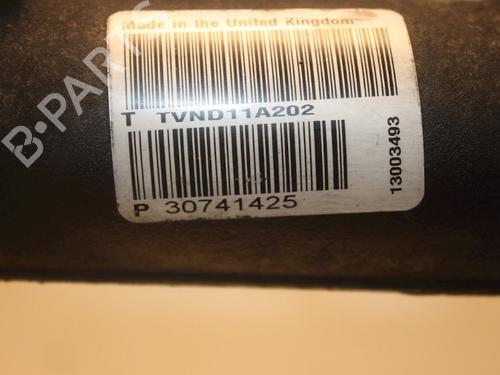 Made in the United Kingdom
T TVND11A202
P 30741425
13003493
B-PARTS